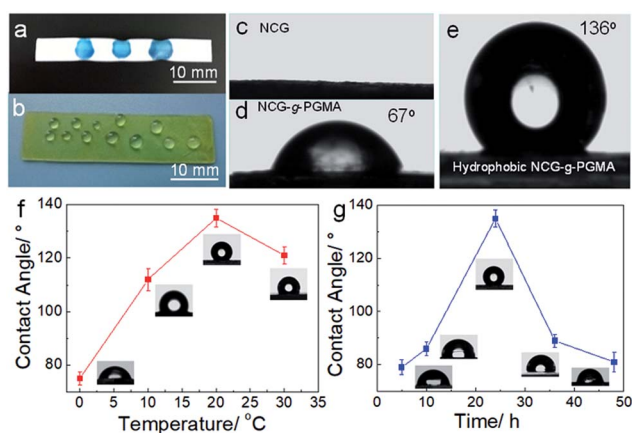 a
10 mm
b
10 mm
c
NCG
d
NCG-g-PGMA
67º
e
136º
Hydrophobic NCG-g-PGMA
f
Contact Angle/ °
140
120
100
80
0 5 10 15 20 25 30 35
Temperature/ °C
g
Contact Angle/ °
140
120
100
80
0 10 20 30 40 50
Time/ h